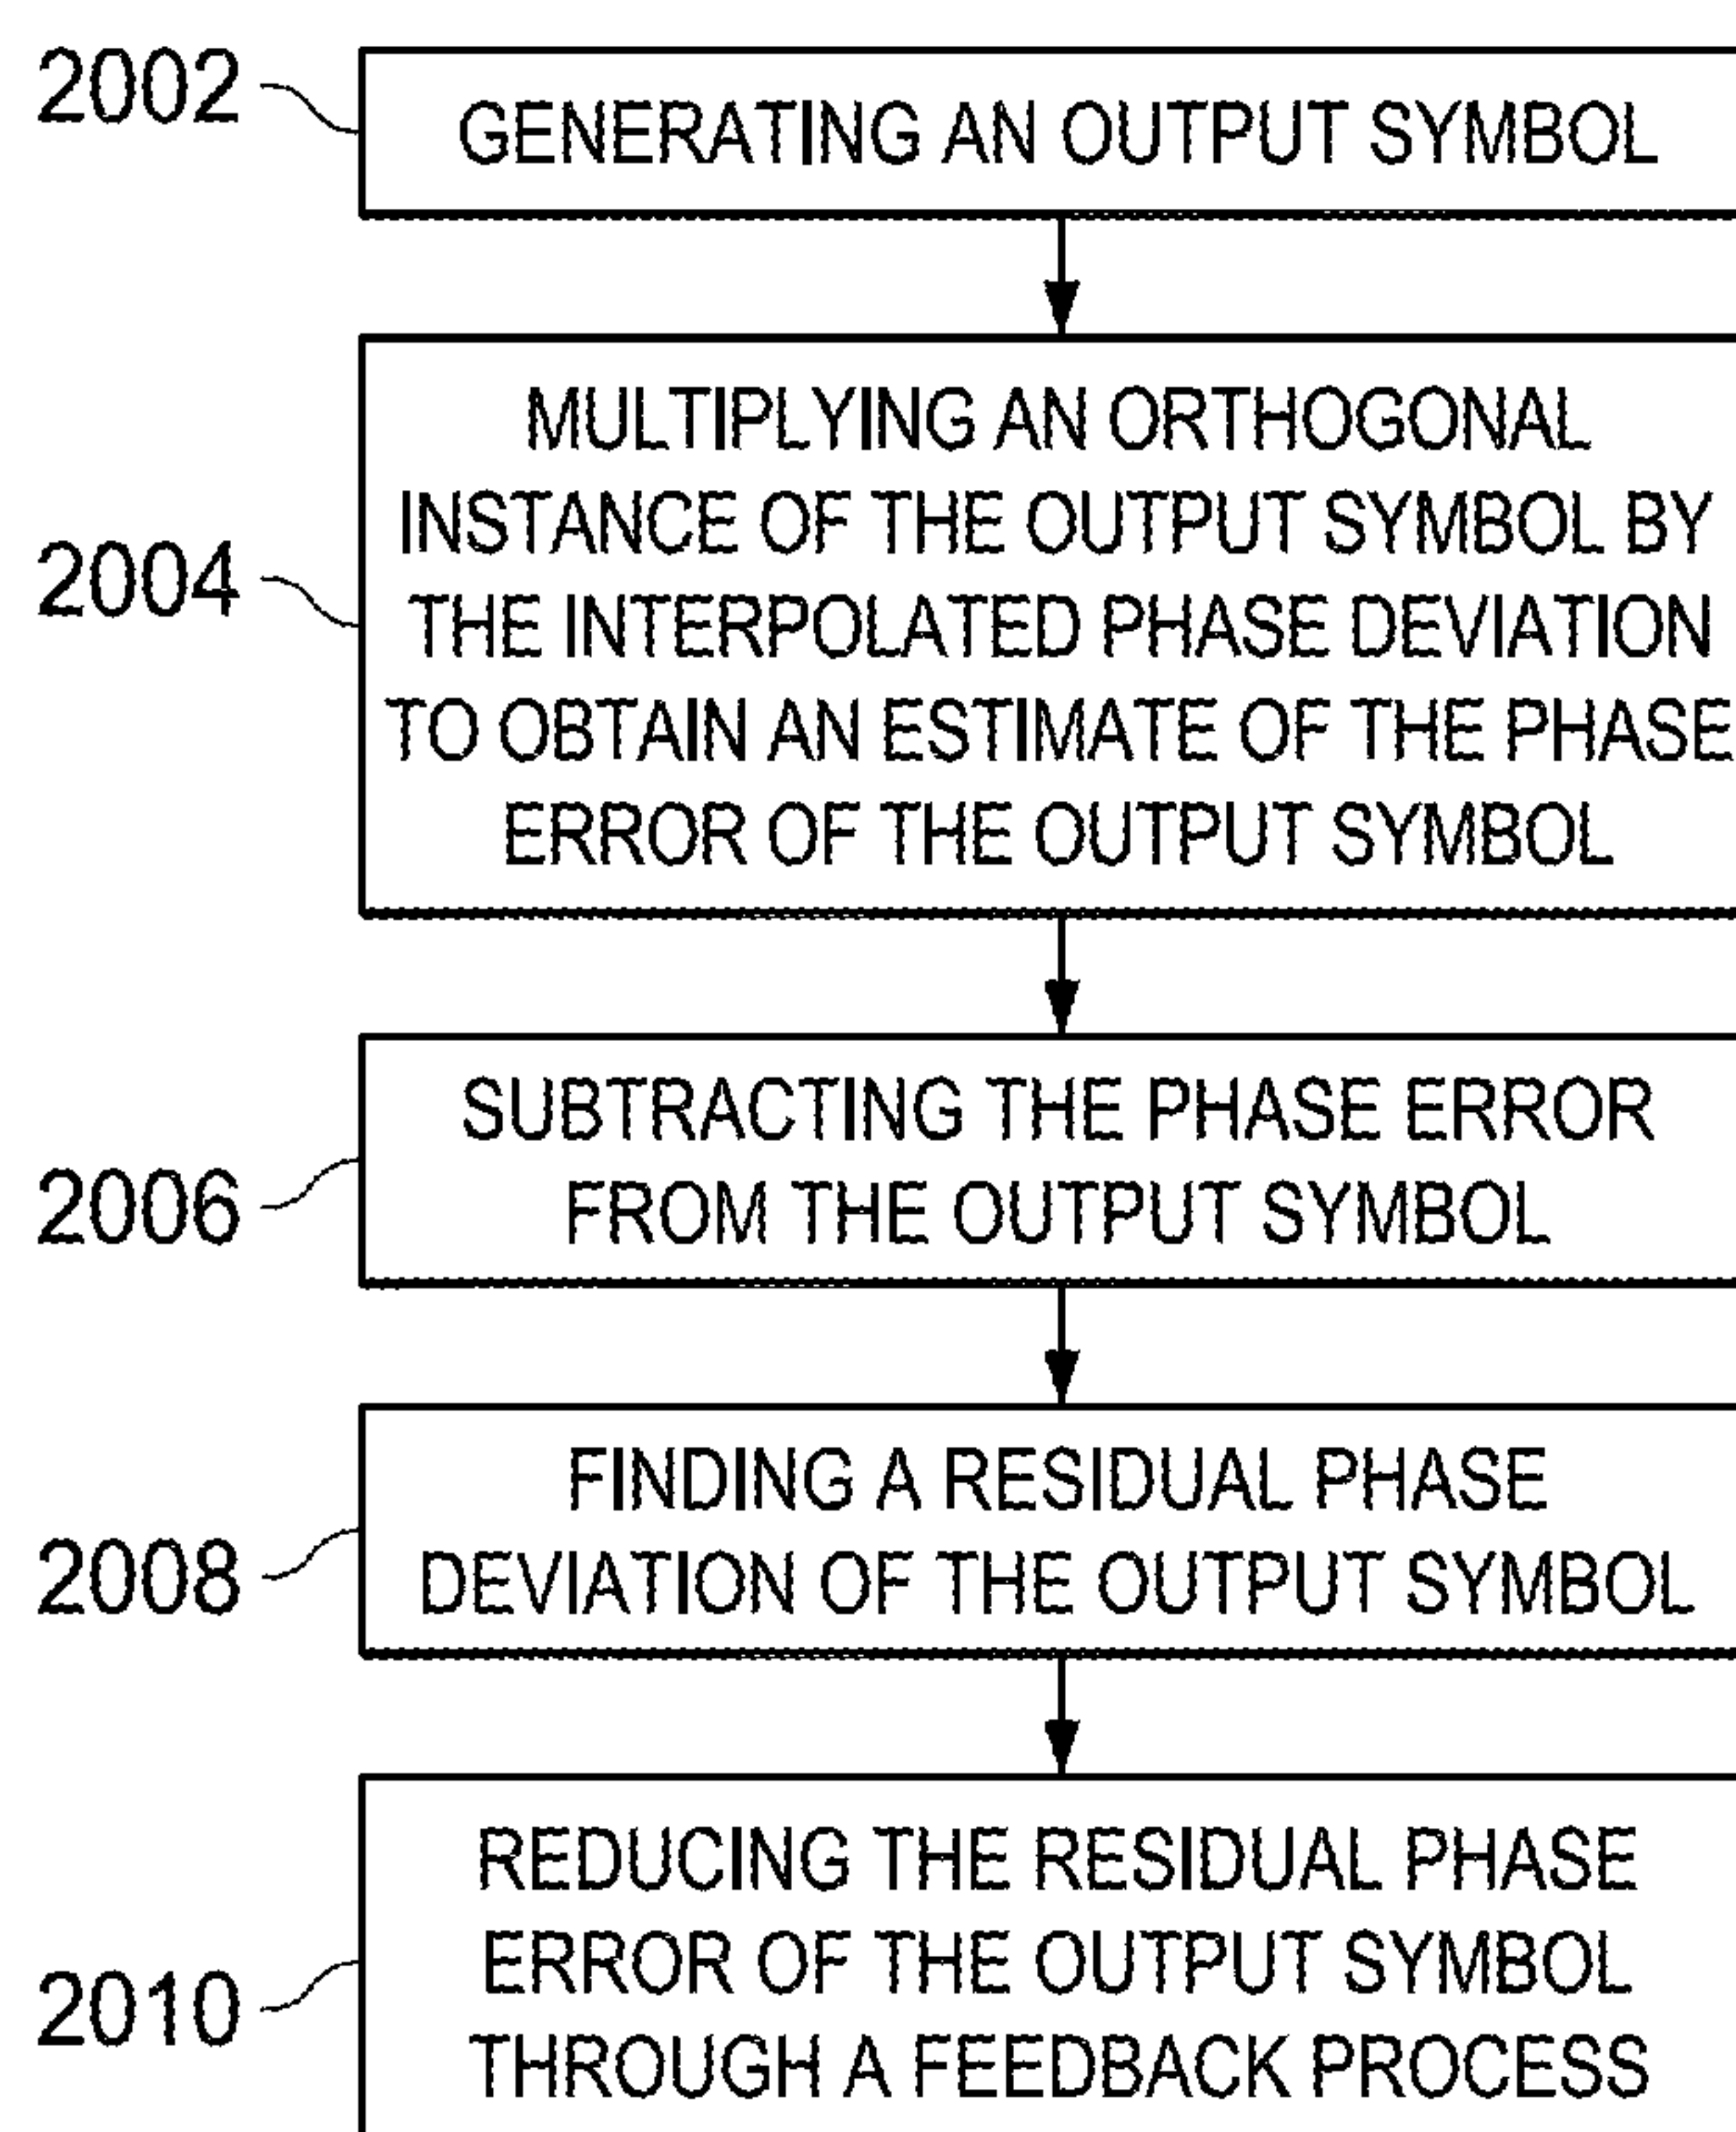 2002
GENERATING AN OUTPUT SYMBOL
MULTIPLYING AN ORTHOGONAL
INSTANCE OF THE OUTPUT SYMBOL BY
2004
THE INTERPOLATED PHASE DEVIATION
TO OBTAIN AN ESTIMATE OF THE PHASE
ERROR OF THE OUTPUT SYMBOL
SUBTRACTING THE PHASE ERROR
2006
FROM THE OUTPUT SYMBOL
FINDING A RESIDUAL PHASE
2008
DEVIATION OF THE OUTPUT SYMBOL
REDUCING THE RESIDUAL PHASE
ERROR OF THE OUTPUT SYMBOL
2010
THROUGH A FEEDBACK PROCESS